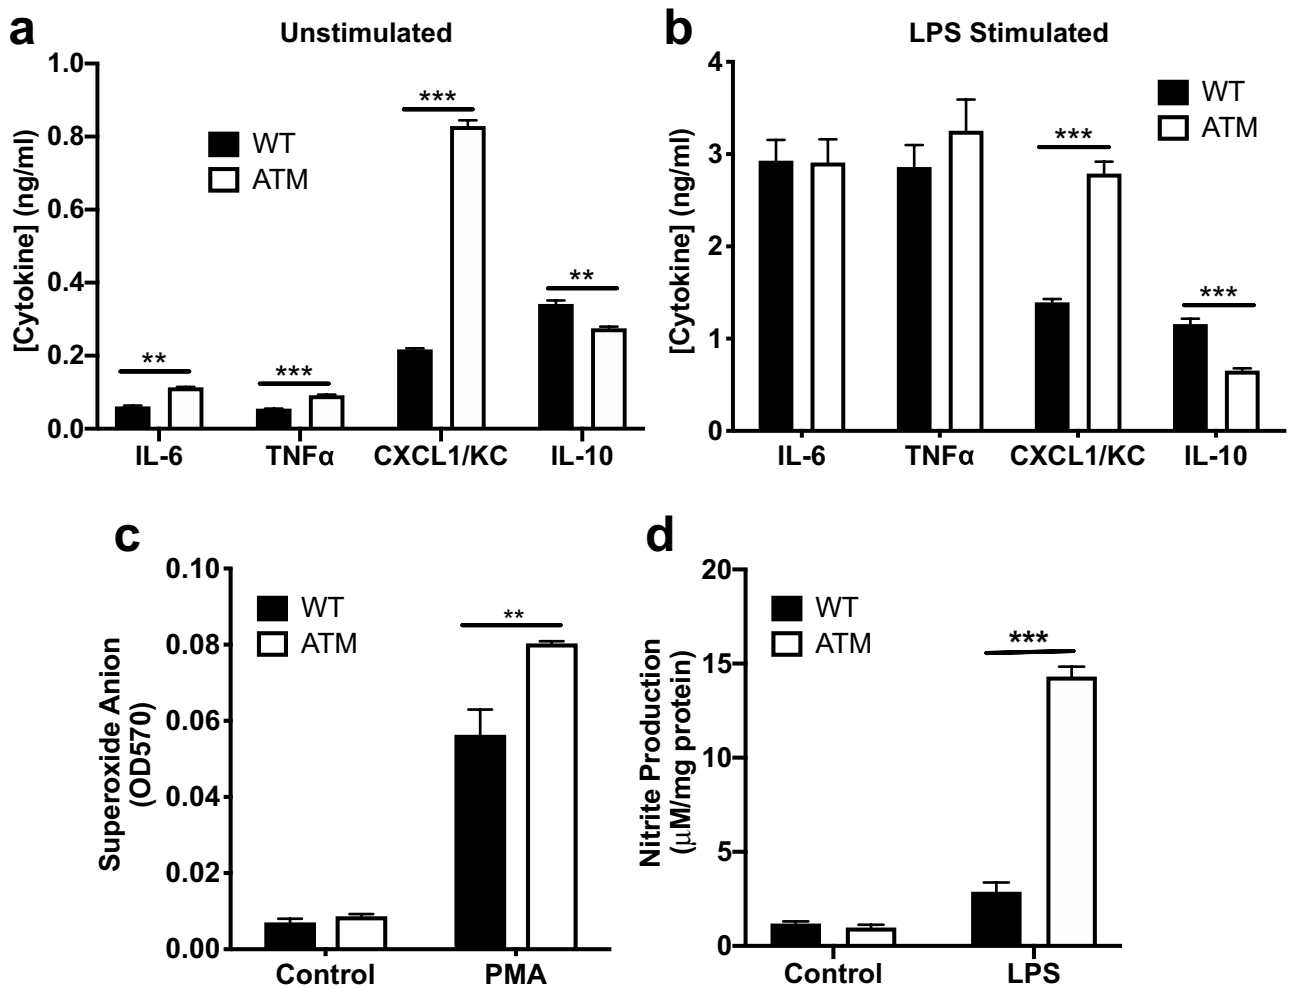 a
Unstimulated
[Cytokine] (ng/ml)
1.0
0.8
0.6
0.4
0.2
0.0
WT
ATM
**
***
***
**
IL-6 TNFα CXCL1/KC IL-10
b
LPS Stimulated
[Cytokine] (ng/ml)
4
3
2
1
0
WT
ATM
***
***
IL-6 TNFα CXCL1/KC IL-10
c
Superoxide Anion
(OD570)
0.10
0.08
0.06
0.04
0.02
0.00
WT
ATM
**
Control PMA
d
Nitrite Production
(μM/mg protein)
20
15
10
5
0
WT
ATM
***
Control LPS